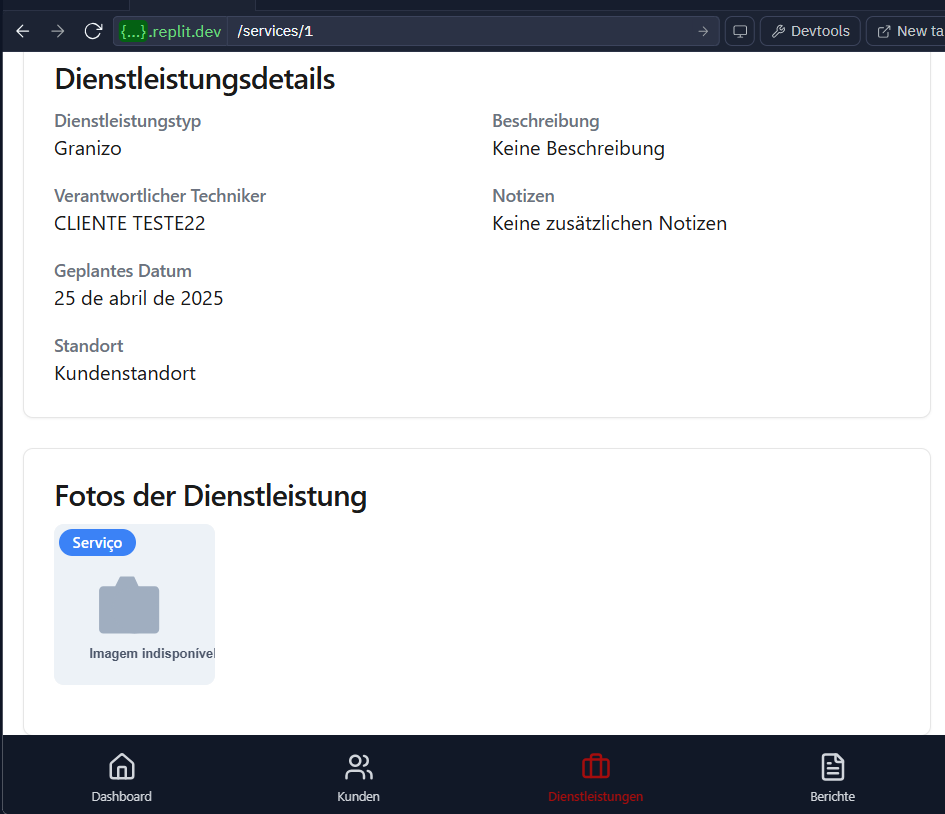 {...}.replit.dev /services/1
Devtools
New ta
Dienstleistungsdetails
Dienstleistungstyp
Granizo
Beschreibung
Keine Beschreibung
Verantwortlicher Techniker
CLIENTE TESTE22
Notizen
Keine zusätzlichen Notizen
Geplantes Datum
25 de abril de 2025
Standort
Kundenstandort
Fotos der Dienstleistung
Serviço
Imagem indisponível
Dashboard
Kunden
Dienstleistungen
Berichte